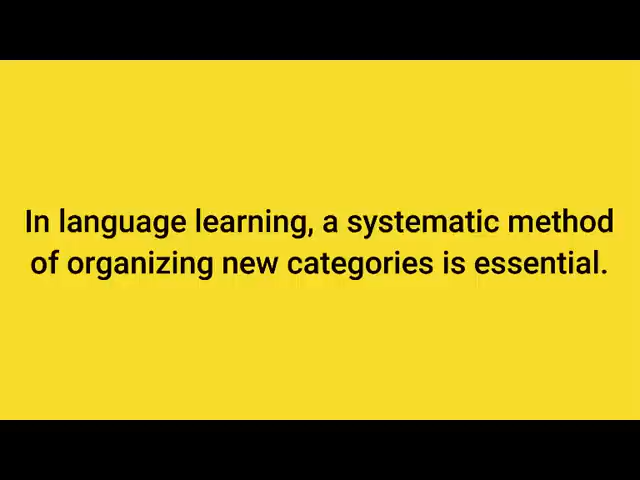 In language learning, a systematic method
of organizing new categories is essential.